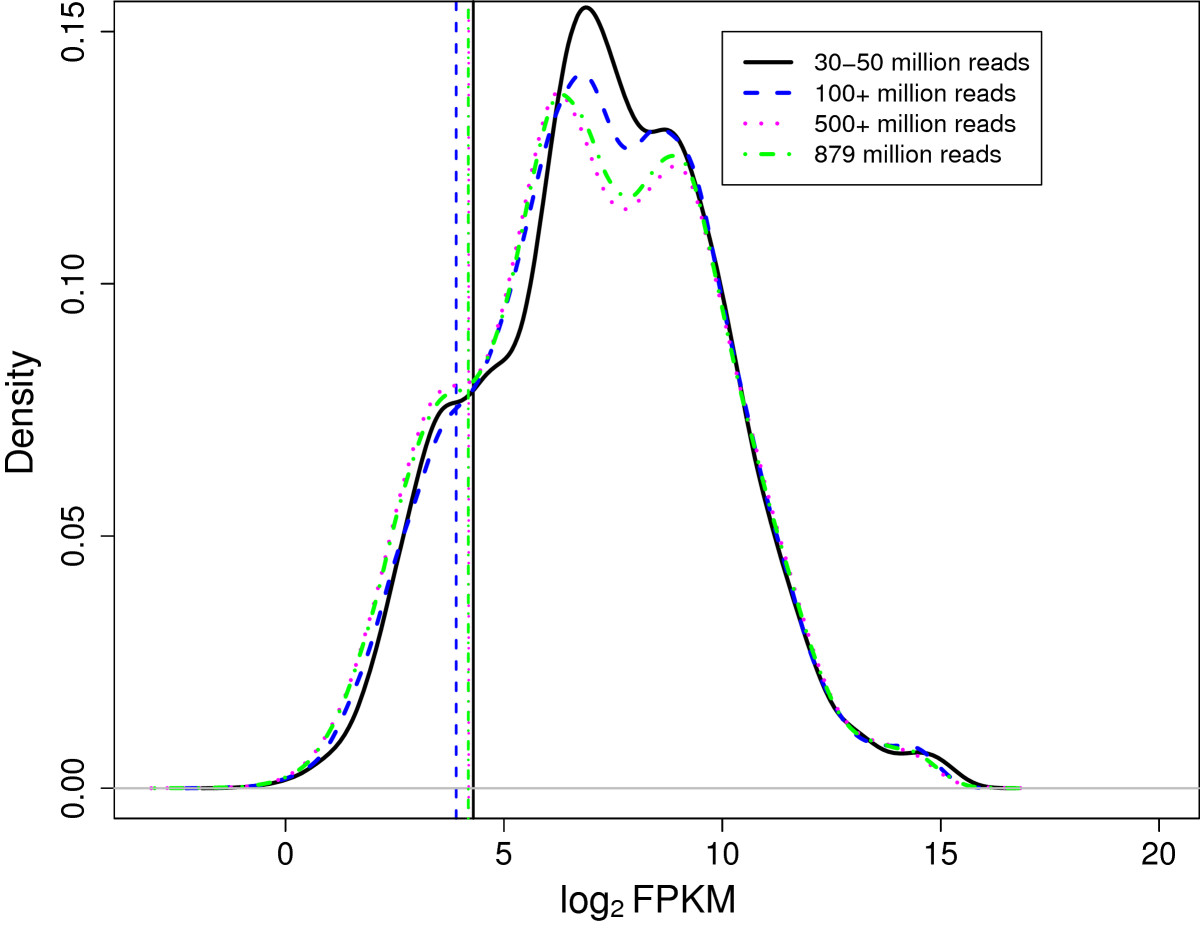 0.15
0.10
0.05
0.00
Density
30−50 million reads
100+ million reads
500+ million reads
879 million reads
0 5 10 15 20
log₂ FPKM